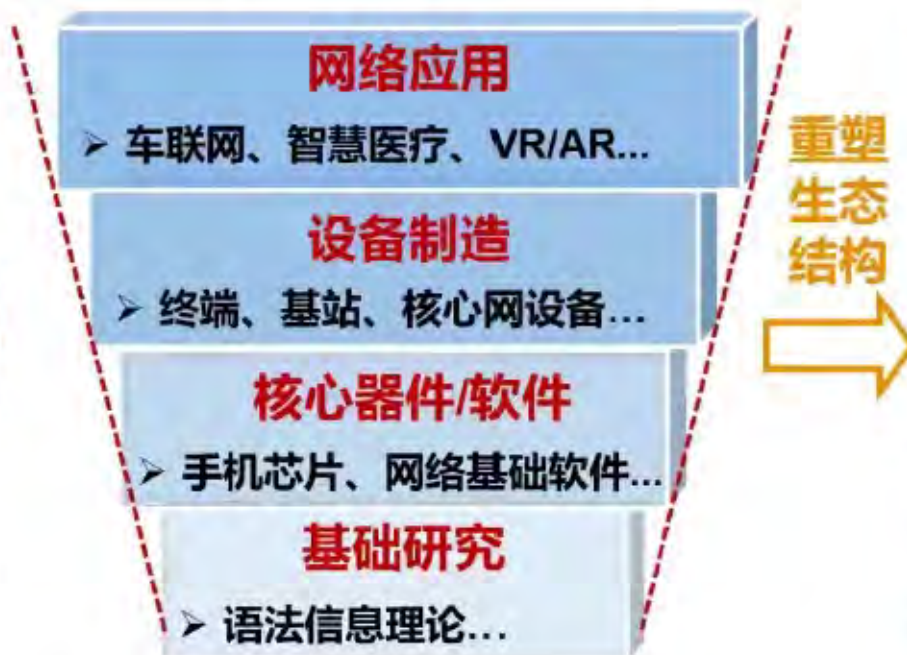 网络应用
➢ 车联网、智慧医疗、VR/AR...
设备制造
➢ 终端、基站、核心网设备...
核心器件/软件
➢ 手机芯片、网络基础软件...
基础研究
➢ 语法信息理论...
重塑
生态
结构